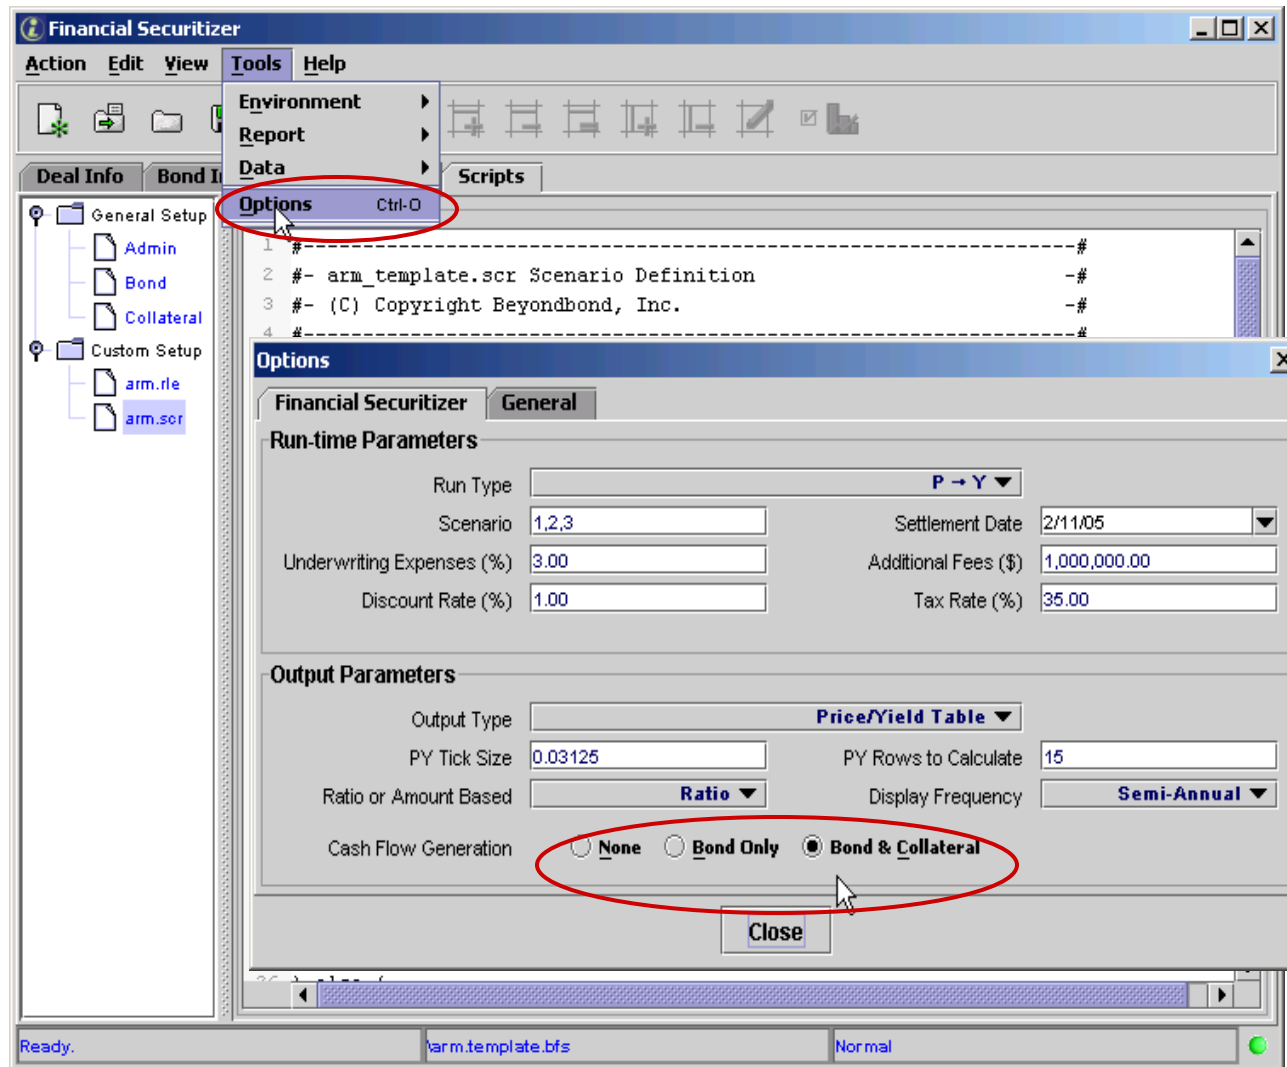 Financial Securitizer
Action Edit View Tools Help
Environment
Report
Data
Options Ctrl-O
Deal Info Bond Scripts
General Setup
Admin
Bond
Collateral
Custom Setup
arm.rle
arm.scr
1 #------------------------------------------------------------------#
2 #- arm_template.scr Scenario Definition -#
3 #- (C) Copyright Beyondbond, Inc. -#
4 #------------------------------------------------------------------#
Options
Financial Securitizer General
Run-time Parameters
Run Type P → Y
Scenario 1,2,3 Settlement Date 2/11/05
Underwriting Expenses (%) 3.00 Additional Fees ($) 1,000,000.00
Discount Rate (%) 1.00 Tax Rate (%) 35.00
Output Parameters
Output Type Price/Yield Table
PY Tick Size 0.03125 PY Rows to Calculate 15
Ratio or Amount Based Ratio Display Frequency Semi-Annual
Cash Flow Generation None Bond Only Bond & Collateral
Close
Ready. \arm.template.bfs Normal